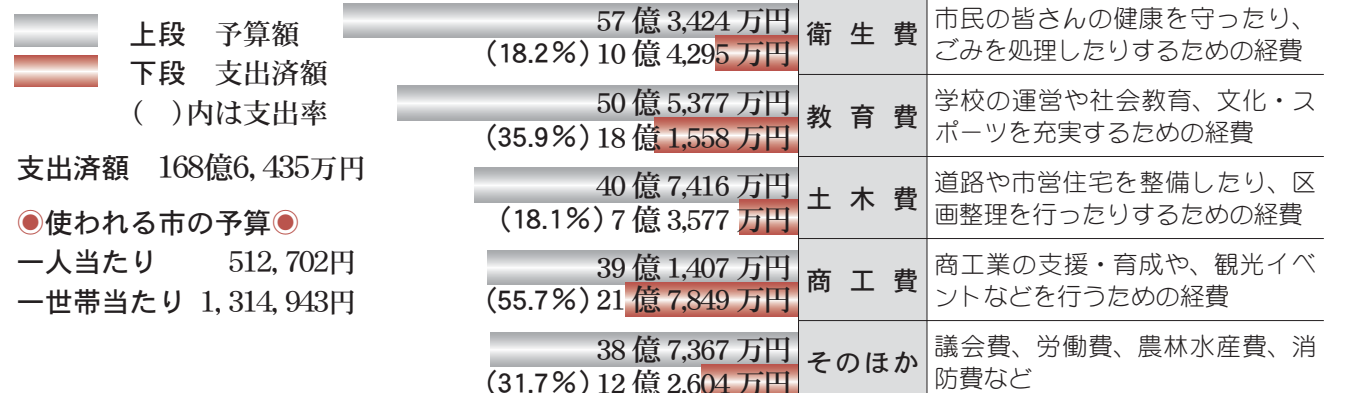 上段　予算額
下段　支出済額
（　）内は支出率
支出済額　168億6,435万円
◉使われる市の予算◉
一人当たり　512,702円
一世帯当たり 1,314,943円
57億3,424万円
（18.2％）10億4,295万円
衛生費
市民の皆さんの健康を守ったり、
ごみを処理したりするための経費
50億5,377万円
（35.9％）18億1,558万円
教育費
学校の運営や社会教育、文化・ス
ポーツを充実するための経費
40億7,416万円
（18.1％）7億3,577万円
土木費
道路や市営住宅を整備したり、区
画整理を行ったりするための経費
39億1,407万円
（55.7％）21億7,849万円
商工費
商工業の支援・育成や、観光イベ
ントなどを行うための経費
38億7,367万円
（31.7％）12億2,604万円
そのほか
議会費、労働費、農林水産費、消
防費など